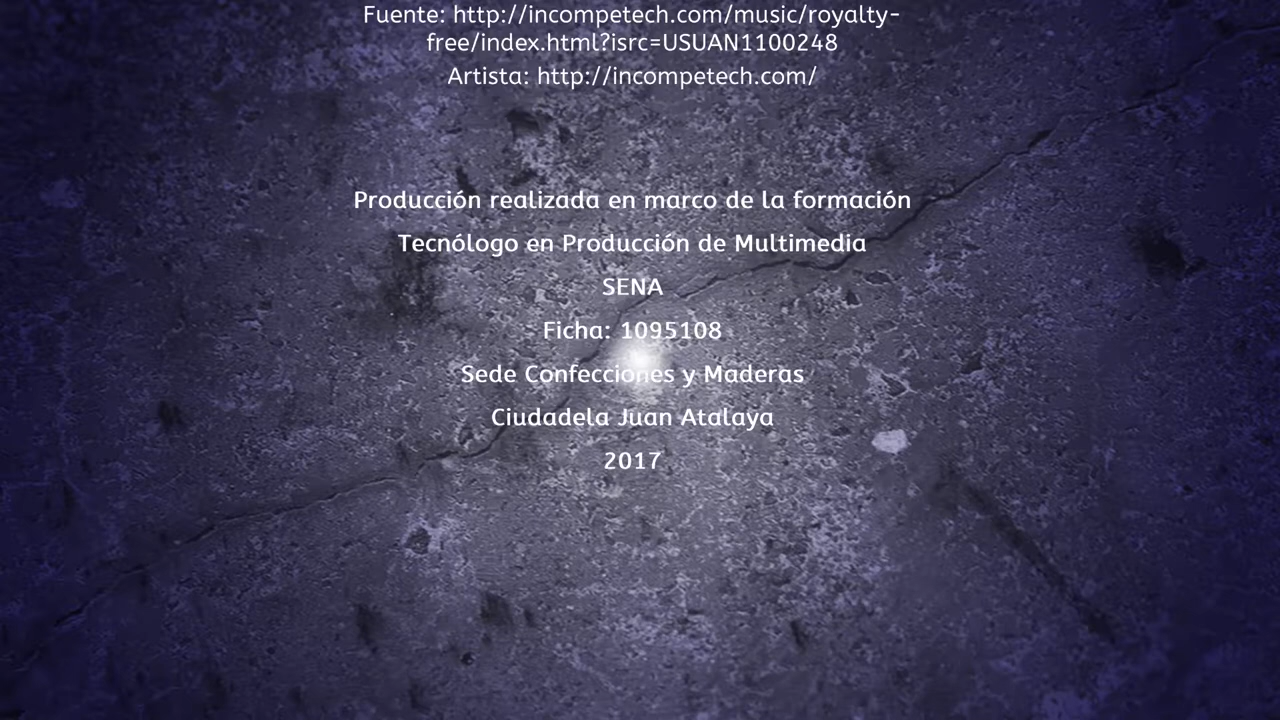 Fuente: http://incompetech.com/music/royalty-
free/index.html?isrc=USUAN1100248
Artista: http://incompetech.com/
Producción realizada en marco de la formación
Tecnólogo en Producción de Multimedia
SENA
Ficha: 1095108
Sede Confecciones y Maderas
Ciudadela Juan Atalaya
2017